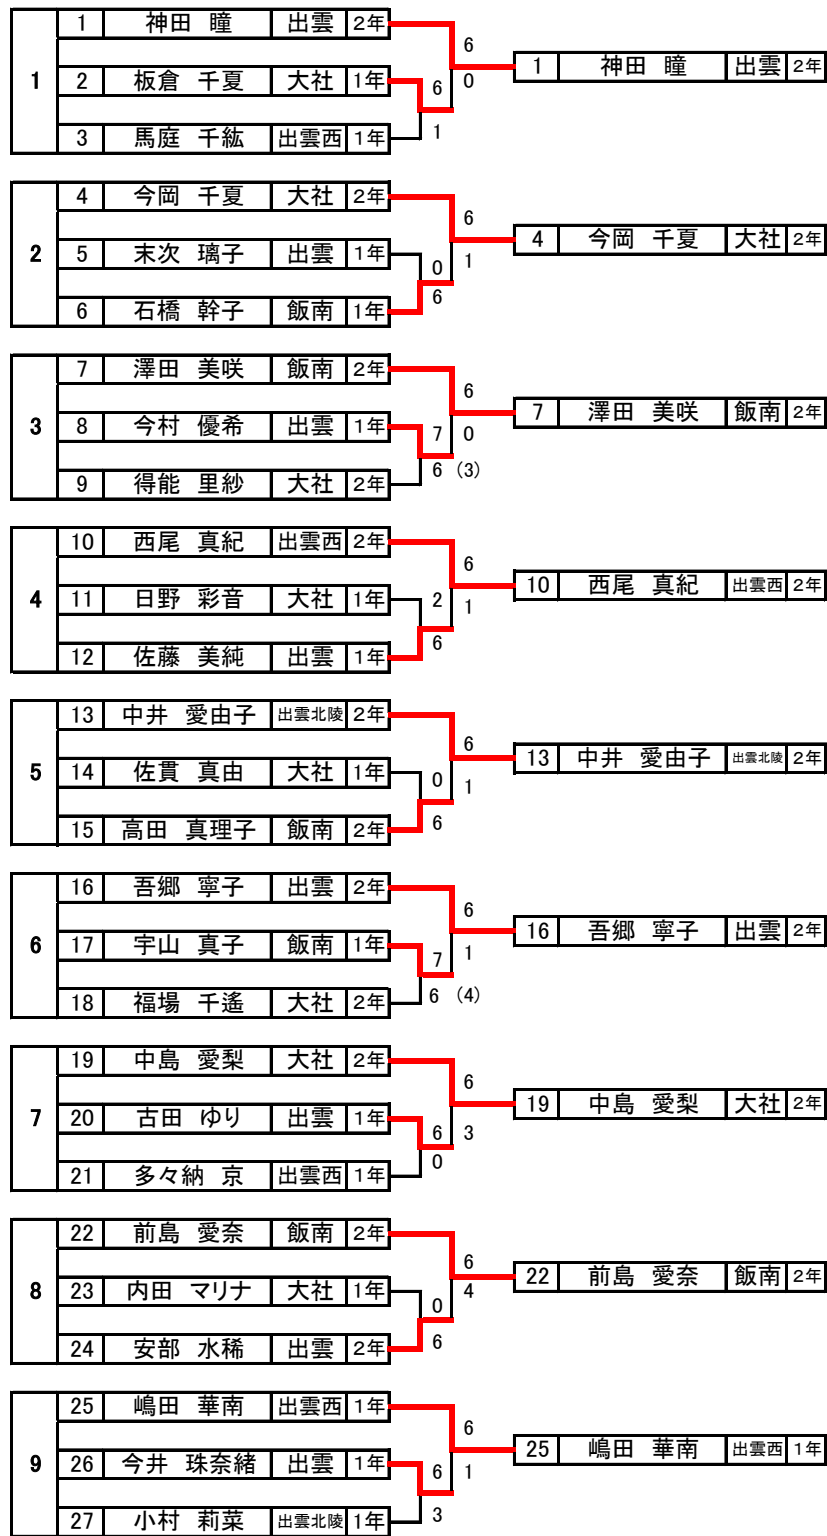 1 神田 瞳 出雲 2年
6
1 神田 瞳 出雲 2年
1 2 板倉 千夏 大社 1年 6 0
3 馬庭 千紘 出雲西 1年 1
4 今岡 千夏 大社 2年
6
4 今岡 千夏 大社 2年
2 5 末次 璃子 出雲 1年 0 1
6 石橋 幹子 飯南 1年 6
7 澤田 美咲 飯南 2年
6
7 澤田 美咲 飯南 2年
3 8 今村 優希 出雲 1年 7 0
9 得能 里紗 大社 2年 6 (3)
10 西尾 真紀 出雲西 2年
6
10 西尾 真紀 出雲西 2年
4 11 日野 彩音 大社 1年 2 1
12 佐藤 美純 出雲 1年 6
13 中井 愛由子 出雲北陵 2年
6
13 中井 愛由子 出雲北陵 2年
5 14 佐貫 真由 大社 1年 0 1
15 高田 真理子 飯南 2年 6
16 吾郷 寧子 出雲 2年
6
16 吾郷 寧子 出雲 2年
6 17 宇山 真子 飯南 1年 7 1
18 福場 千遙 大社 2年 6 (4)
19 中島 愛梨 大社 2年
6
19 中島 愛梨 大社 2年
7 20 古田 ゆり 出雲 1年 6 3
21 多々納 京 出雲西 1年 0
22 前島 愛奈 飯南 2年
6
22 前島 愛奈 飯南 2年
8 23 内田 マリナ 大社 1年 0 4
24 安部 水稀 出雲 2年 6
25 嶋田 華南 出雲西 1年
6
25 嶋田 華南 出雲西 1年
9 26 今井 珠奈緒 出雲 1年 6 1
27 小村 莉菜 出雲北陵 1年 3